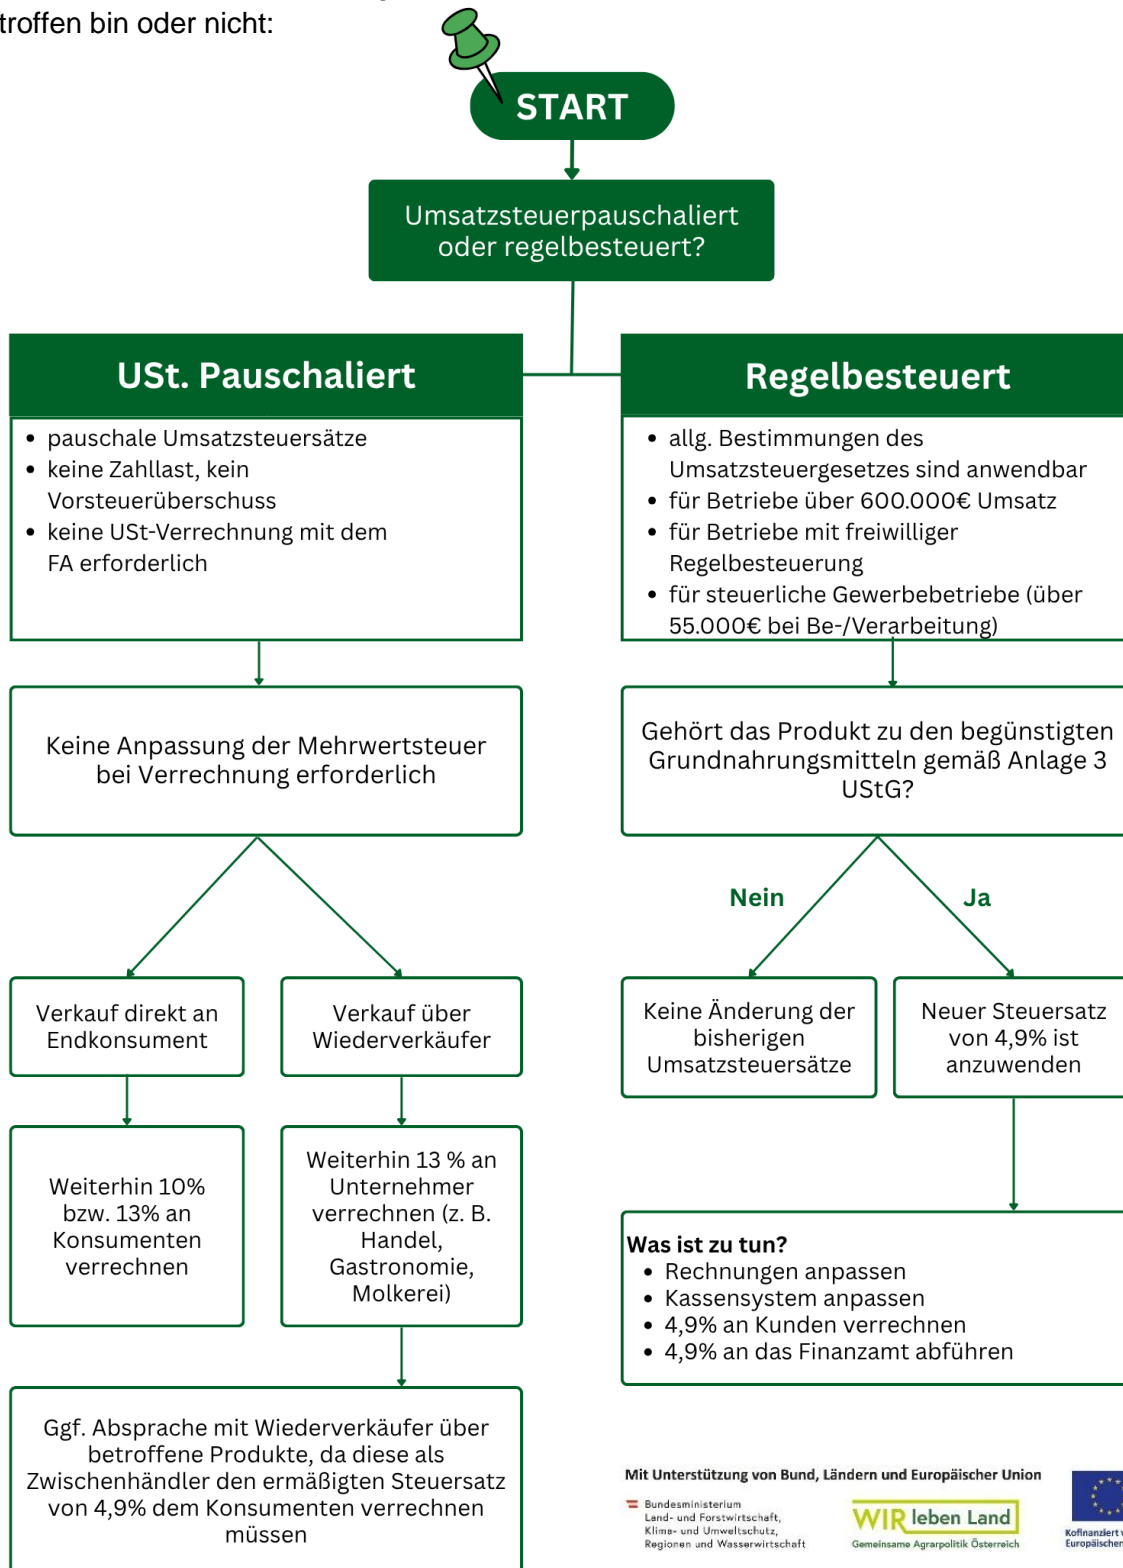 troffen bin oder nicht:
START
Umsatzsteuerpauschaliert
oder regelbesteuert?
USt. Pauschaliert
• pauschale Umsatzsteuersätze
• keine Zahllast, kein
Vorsteuerüberschuss
• keine USt-Verrechnung mit dem
FA erforderlich
Keine Anpassung der Mehrwertsteuer
bei Verrechnung erforderlich
Verkauf direkt an
Endkonsument
Verkauf über
Wiederverkäufer
Weiterhin 10%
bzw. 13% an
Konsumenten
verrechnen
Weiterhin 13 % an
Unternehmer
verrechnen (z. B.
Handel,
Gastronomie,
Molkerei)
Ggf. Absprache mit Wiederverkäufer über
betroffene Produkte, da diese als
Zwischenhändler den ermäßigten Steuersatz
von 4,9% dem Konsumenten verrechnen
müssen
Regelbesteuert
• allg. Bestimmungen des
Umsatzsteuergesetzes sind anwendbar
• für Betriebe über 600.000€ Umsatz
• für Betriebe mit freiwilliger
Regelbesteuerung
• für steuerliche Gewerbebetriebe (über
55.000€ bei Be-/Verarbeitung)
Gehört das Produkt zu den begünstigten
Grundnahrungsmitteln gemäß Anlage 3
UStG?
Nein
Ja
Keine Änderung der
bisherigen
Umsatzsteuersätze
Neuer Steuersatz
von 4,9% ist
anzuwenden
Was ist zu tun?
• Rechnungen anpassen
• Kassensystem anpassen
• 4,9% an Kunden verrechnen
• 4,9% an das Finanzamt abführen
Mit Unterstützung von Bund, Ländern und Europäischer Union
Bundesministerium
Land- und Forstwirtschaft,
Klima- und Umweltschutz,
Regionen und Wasserwirtschaft
WIR leben Land
Gemeinsame Agrarpolitik Österreich
Kofinanziert
Europäischen